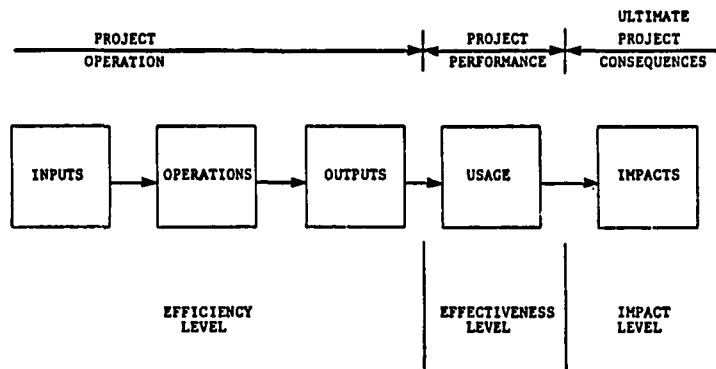 ULTIMATE
PROJECT PROJECT PROJECT
OPERATION PERFORMANCE CONSEQUENCES
INPUTS OPERATIONS OUTPUTS USAGE IMPACTS
EFFICIENCY EFFECTIVENESS IMPACT
LEVEL LEVEL LEVEL